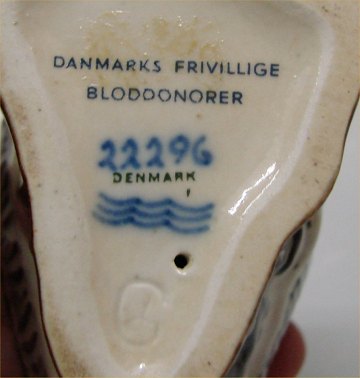 DANMARKS FRIVILLIGE
BLODDONORER
22296
DENMARK